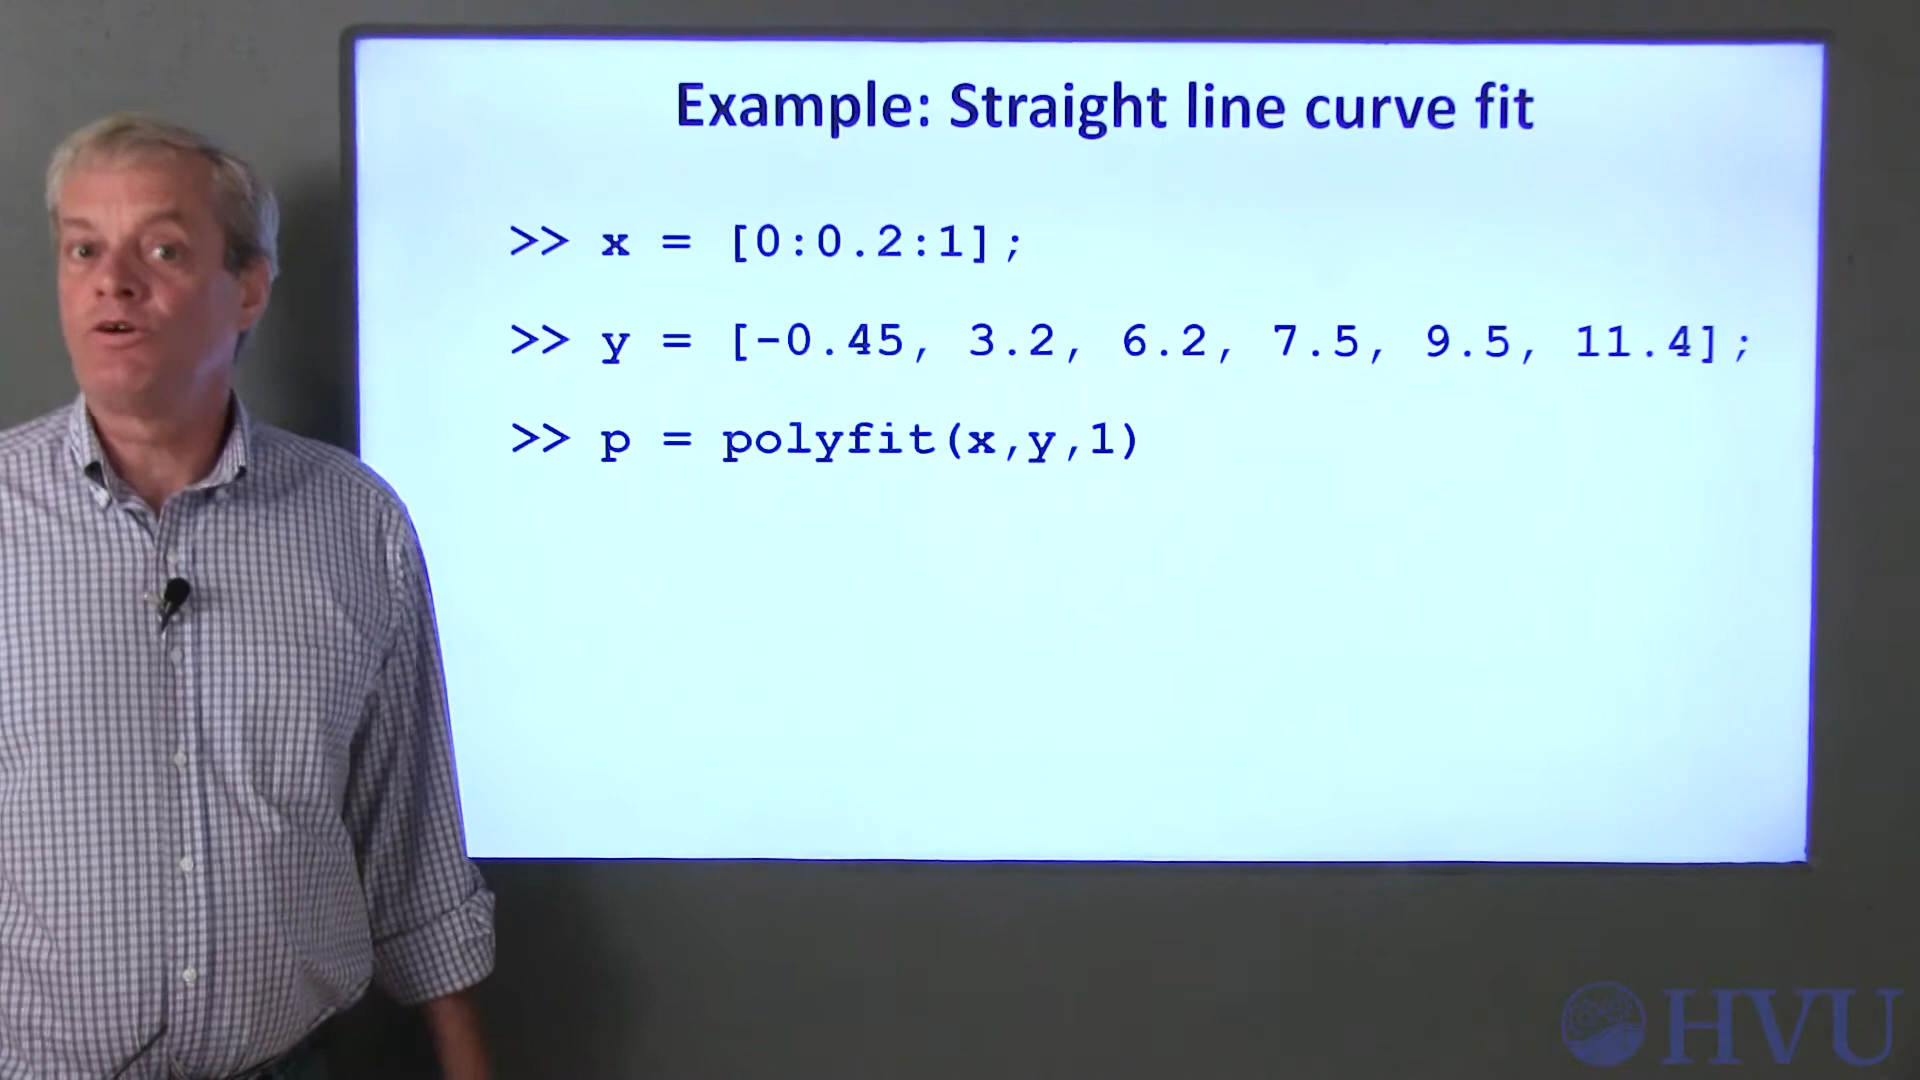 Example: Straight line curve fit
>> x = [0:0.2:1];
>> y = [-0.45, 3.2, 6.2, 7.5, 9.5, 11.4];
>> p = polyfit(x,y,1)
HVU